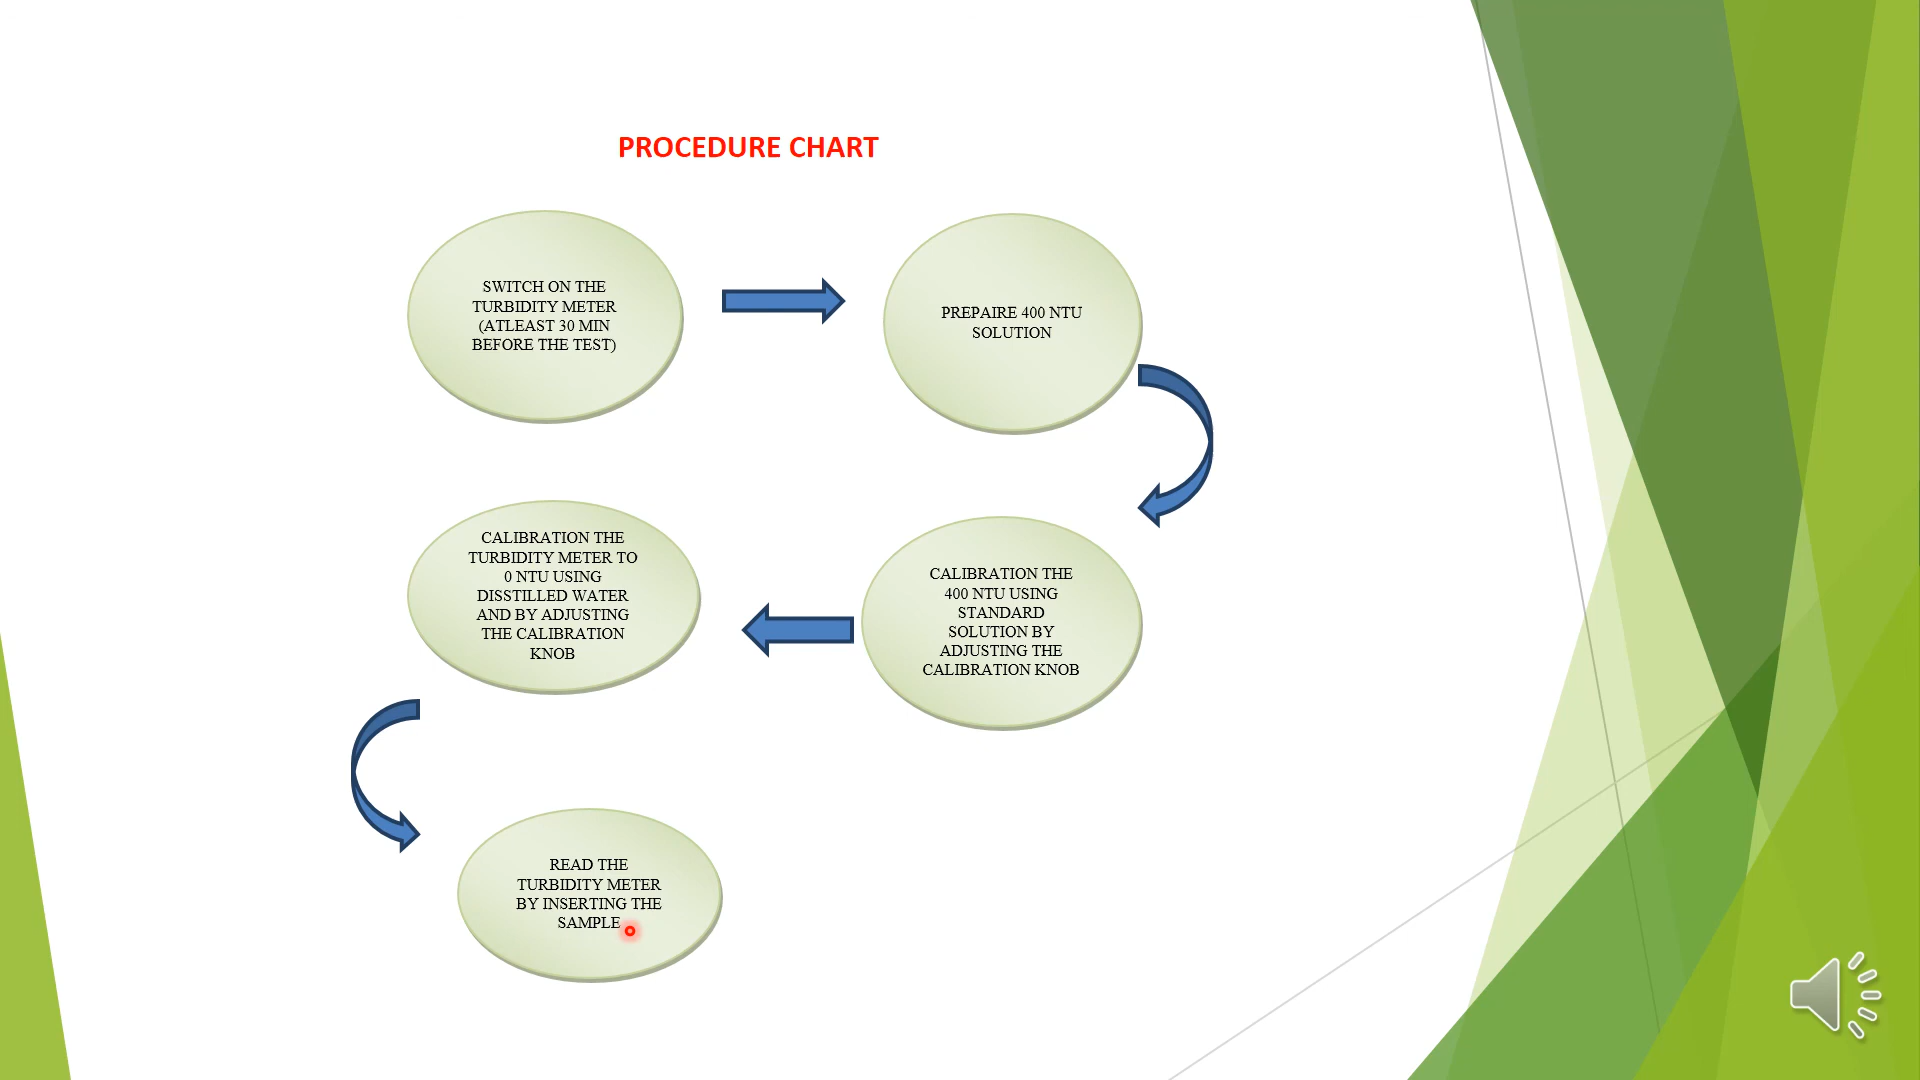 PROCEDURE CHART
SWITCH ON THE
TURBIDITY METER
(ATLEAST 30 MIN
BEFORE THE TEST)
PREPAIRE 400 NTU
SOLUTION
CALIBRATION THE
400 NTU USING
STANDARD
SOLUTION BY
ADJUSTING THE
CALIBRATION KNOB
CALIBRATION THE
TURBIDITY METER TO
0 NTU USING
DISSTILLED WATER
AND BY ADJUSTING
THE CALIBRATION
KNOB
READ THE
TURBIDITY METER
BY INSERTING THE
SAMPLE